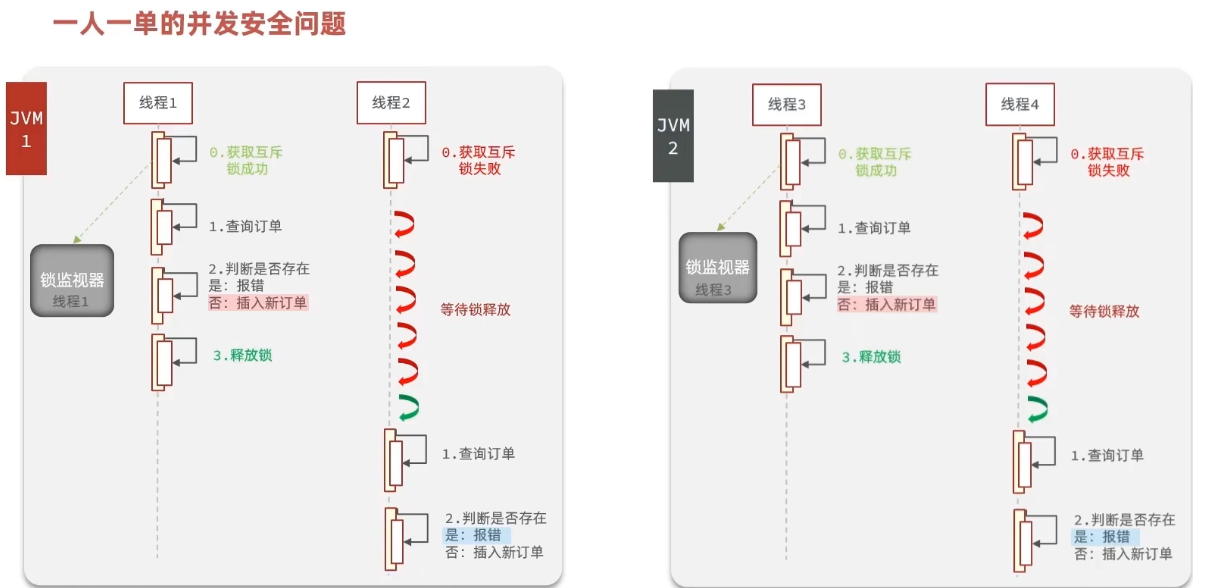 一人一单的并发安全问题
JVM
1
线程1
线程2
0.获取互斥
锁成功
0.获取互斥
锁失败
1.查询订单
锁监视器
线程1
2.判断是否存在
是: 报错
否: 插入新订单
等待锁释放
3.释放锁
1.查询订单
2.判断是否存在
是: 报错
否: 插入新订单
JVM
2
线程3
线程4
0.获取互斥
锁成功
0.获取互斥
锁失败
1.查询订单
锁监视器
线程3
2.判断是否存在
是: 报错
否: 插入新订单
等待锁释放
3.释放锁
1.查询订单
2.判断是否存在
是: 报错
否: 插入新订单